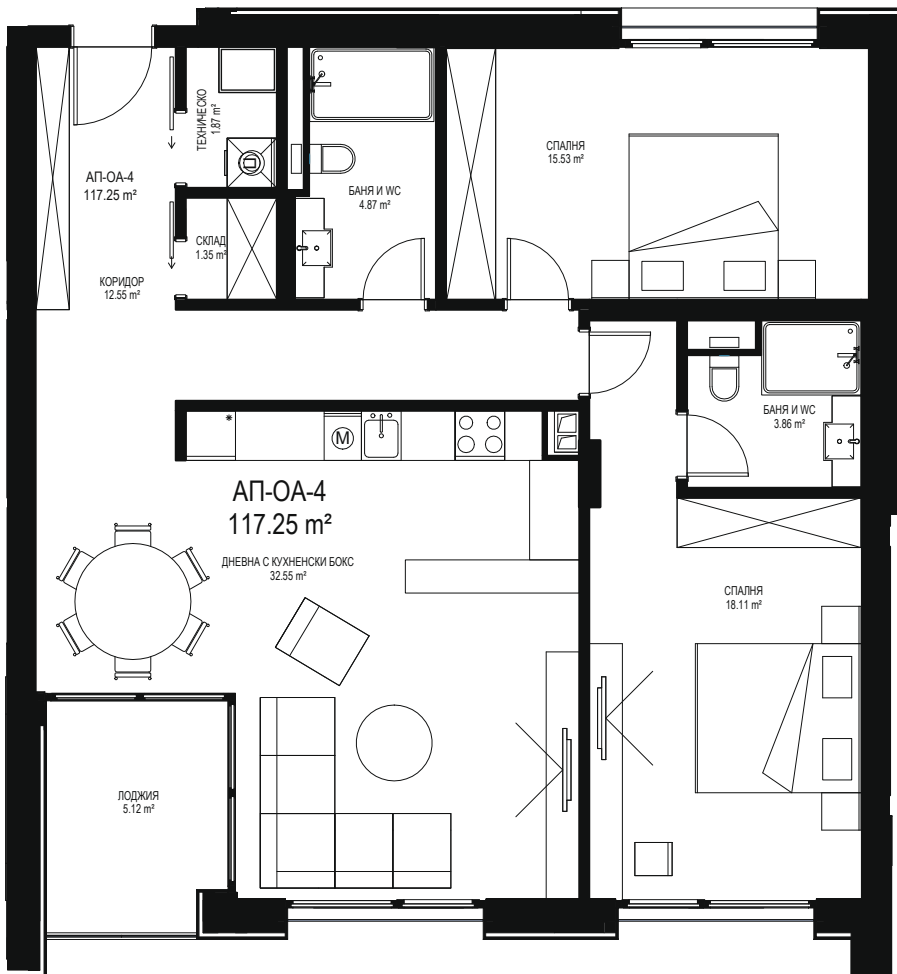 ТЕХНИЧЕСКО
1.87 m²
АП-ОА-4
117.25 m²
СПАЛНЯ
15.53 m²
БАНЯ И WC
4.87 m²
СКЛАД
1.35 m²
КОРИДОР
12.55 m²
БАНЯ И WC
3.86 m²
M
АП-ОА-4
117.25 m²
ДНЕВНА С КУХНЕНСКИ БОКС
32.55 m²
СПАЛНЯ
18.11 m²
ЛОДЖИЯ
5.12 m²